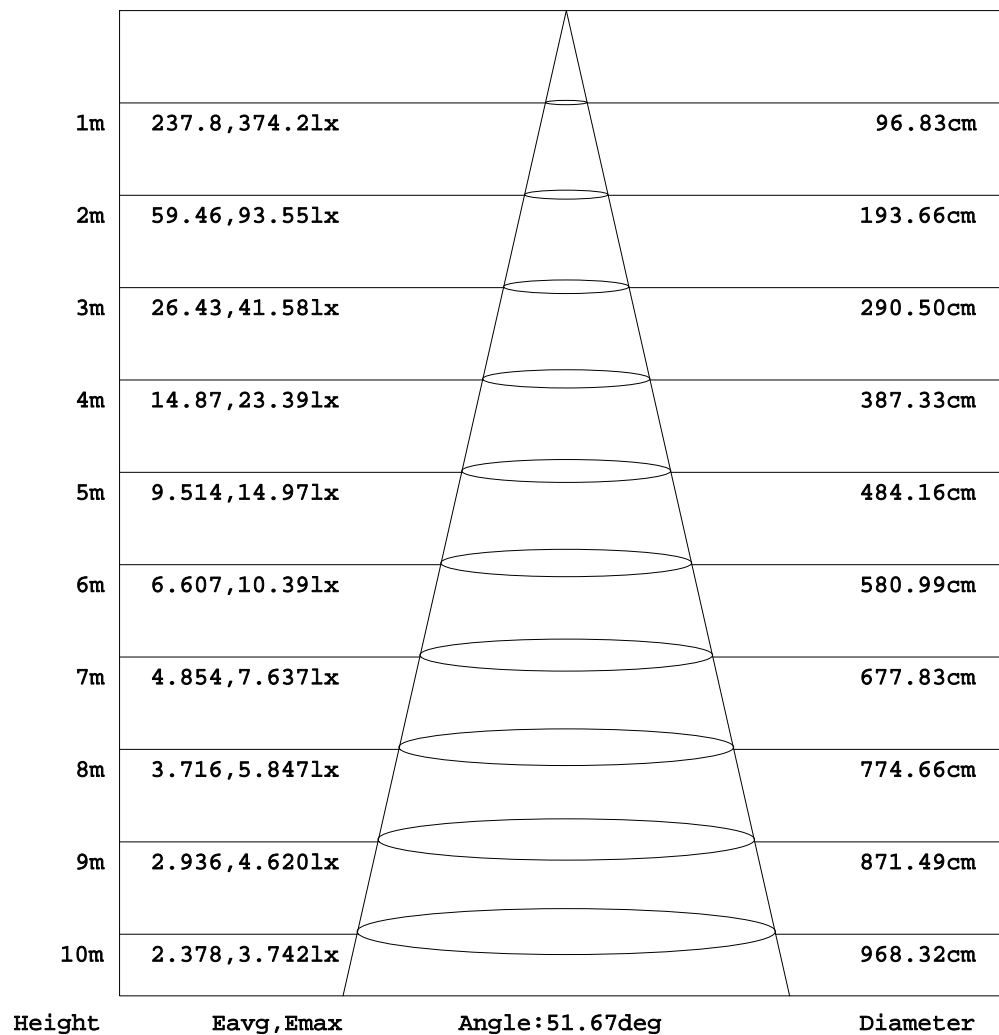 1m 237.8,374.2lx 96.83cm
2m 59.46,93.55lx 193.66cm
3m 26.43,41.58lx 290.50cm
4m 14.87,23.39lx 387.33cm
5m 9.514,14.97lx 484.16cm
6m 6.607,10.39lx 580.99cm
7m 4.854,7.637lx 677.83cm
8m 3.716,5.847lx 774.66cm
9m 2.936,4.620lx 871.49cm
10m 2.378,3.742lx 968.32cm
Height Eavg,Emax Angle:51.67deg Diameter